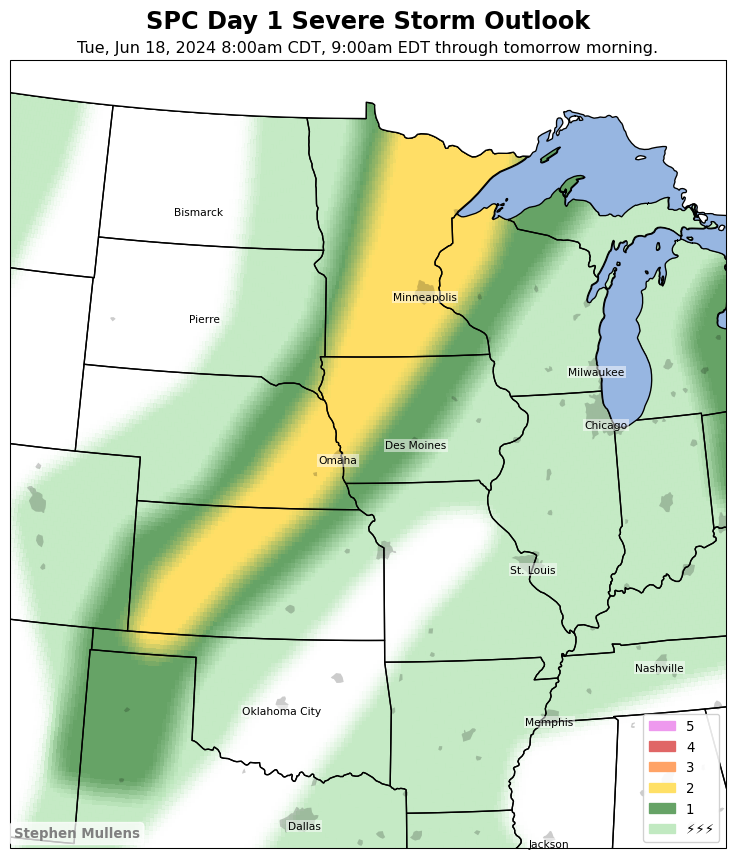 SPC Day 1 Severe Storm Outlook
Tue, Jun 18, 2024 8:00am CDT, 9:00am EDT through tomorrow morning.
Bismarck
Minneapolis
Pierre
Milwaukee
Chicago
Des Moines
Omaha
St. Louis
Nashville
Oklahoma City
Memphis
5
4
3
2
1
⚡⚡⚡
Dallas
Stephen Mullens
Jackson